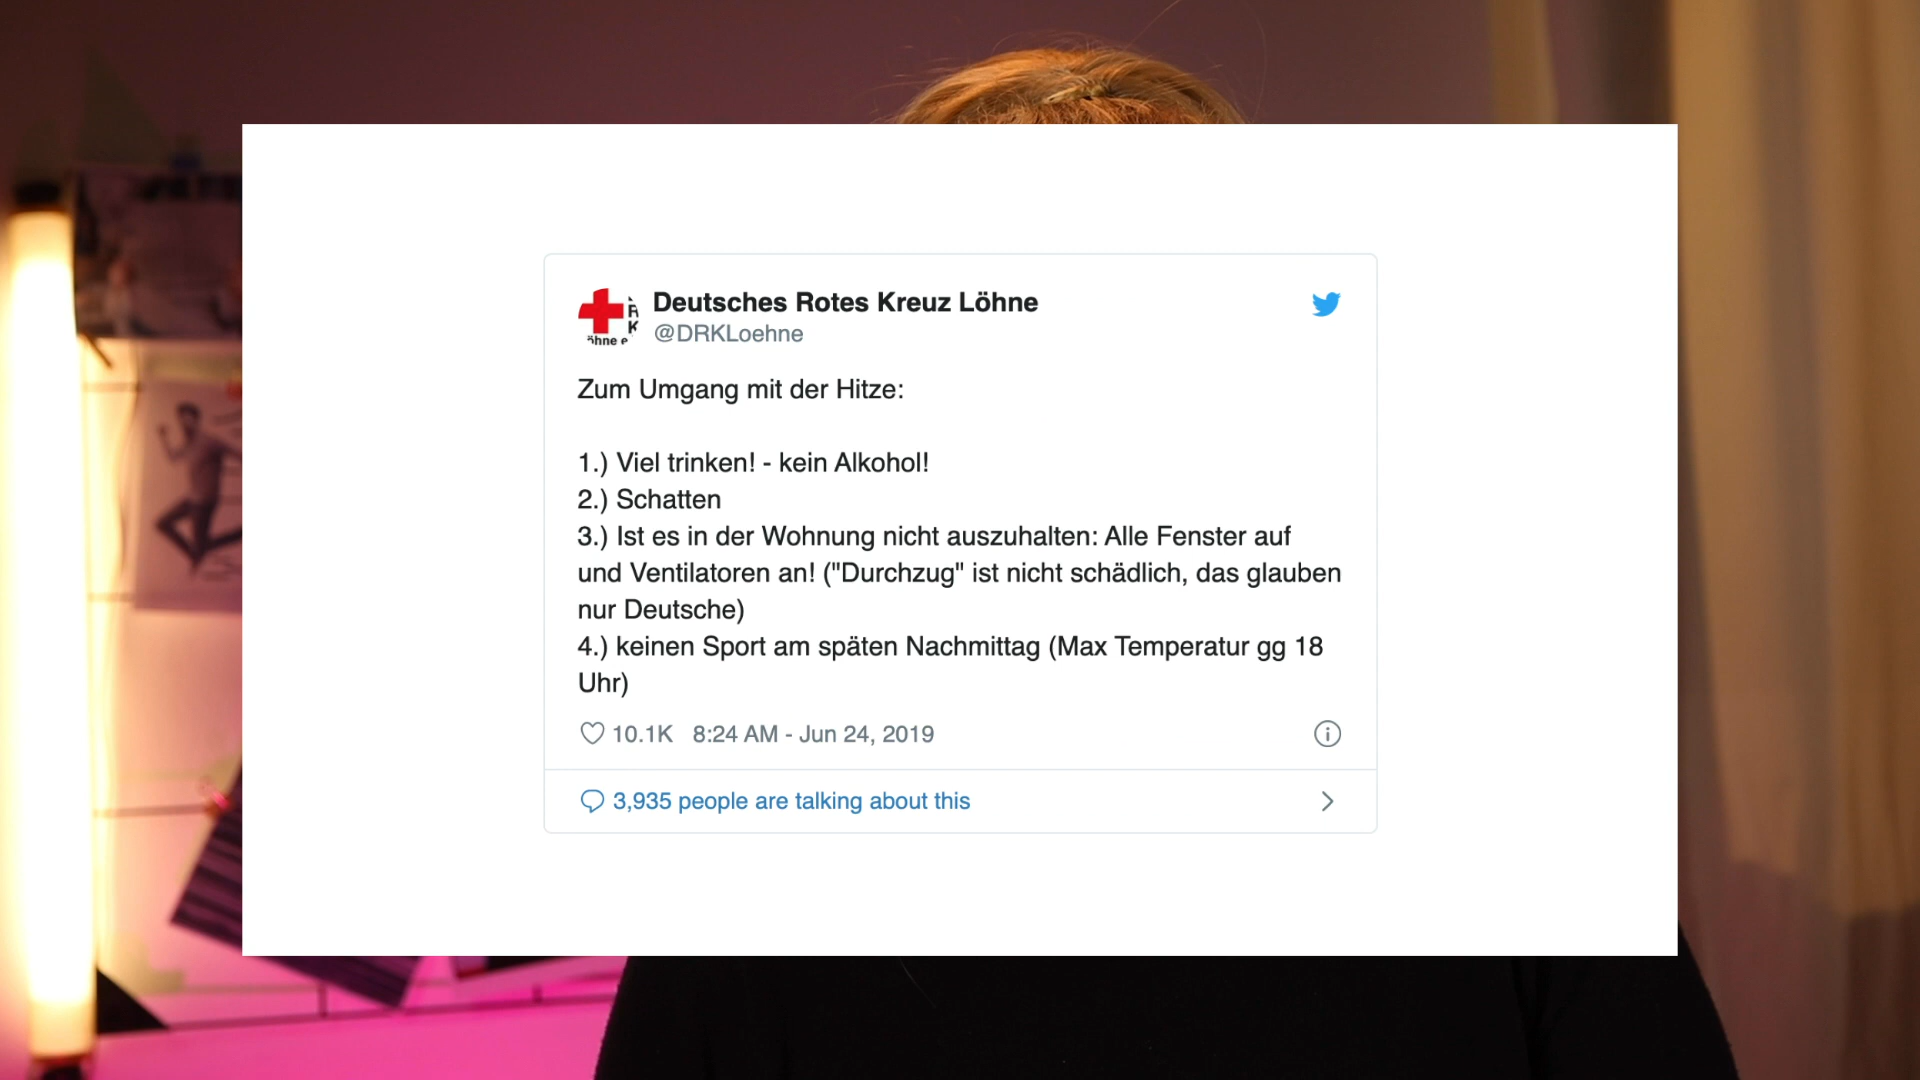 Deutsches Rotes Kreuz Löhne
@DRKLoehne
Zum Umgang mit der Hitze:
1.) Viel trinken! - kein Alkohol!
2.) Schatten
3.) Ist es in der Wohnung nicht auszuhalten: Alle Fenster auf
und Ventilatoren an! ("Durchzug" ist nicht schädlich, das glauben
nur Deutsche)
4.) keinen Sport am späten Nachmittag (Max Temperatur gg 18
Uhr)
10.1K 8:24 AM - Jun 24, 2019
3,935 people are talking about this